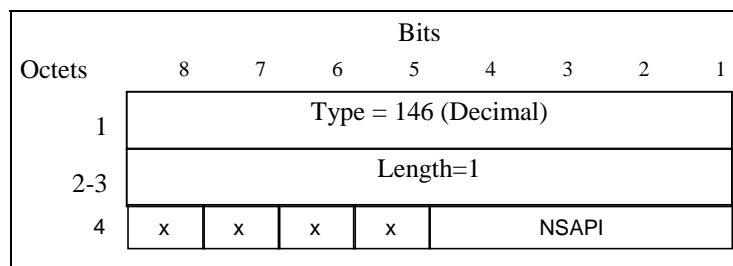 Bits
Octets 8 7 6 5 4 3 2 1
1 Type = 146 (Decimal)
2-3 Length=1
4 x x x x NSAPI